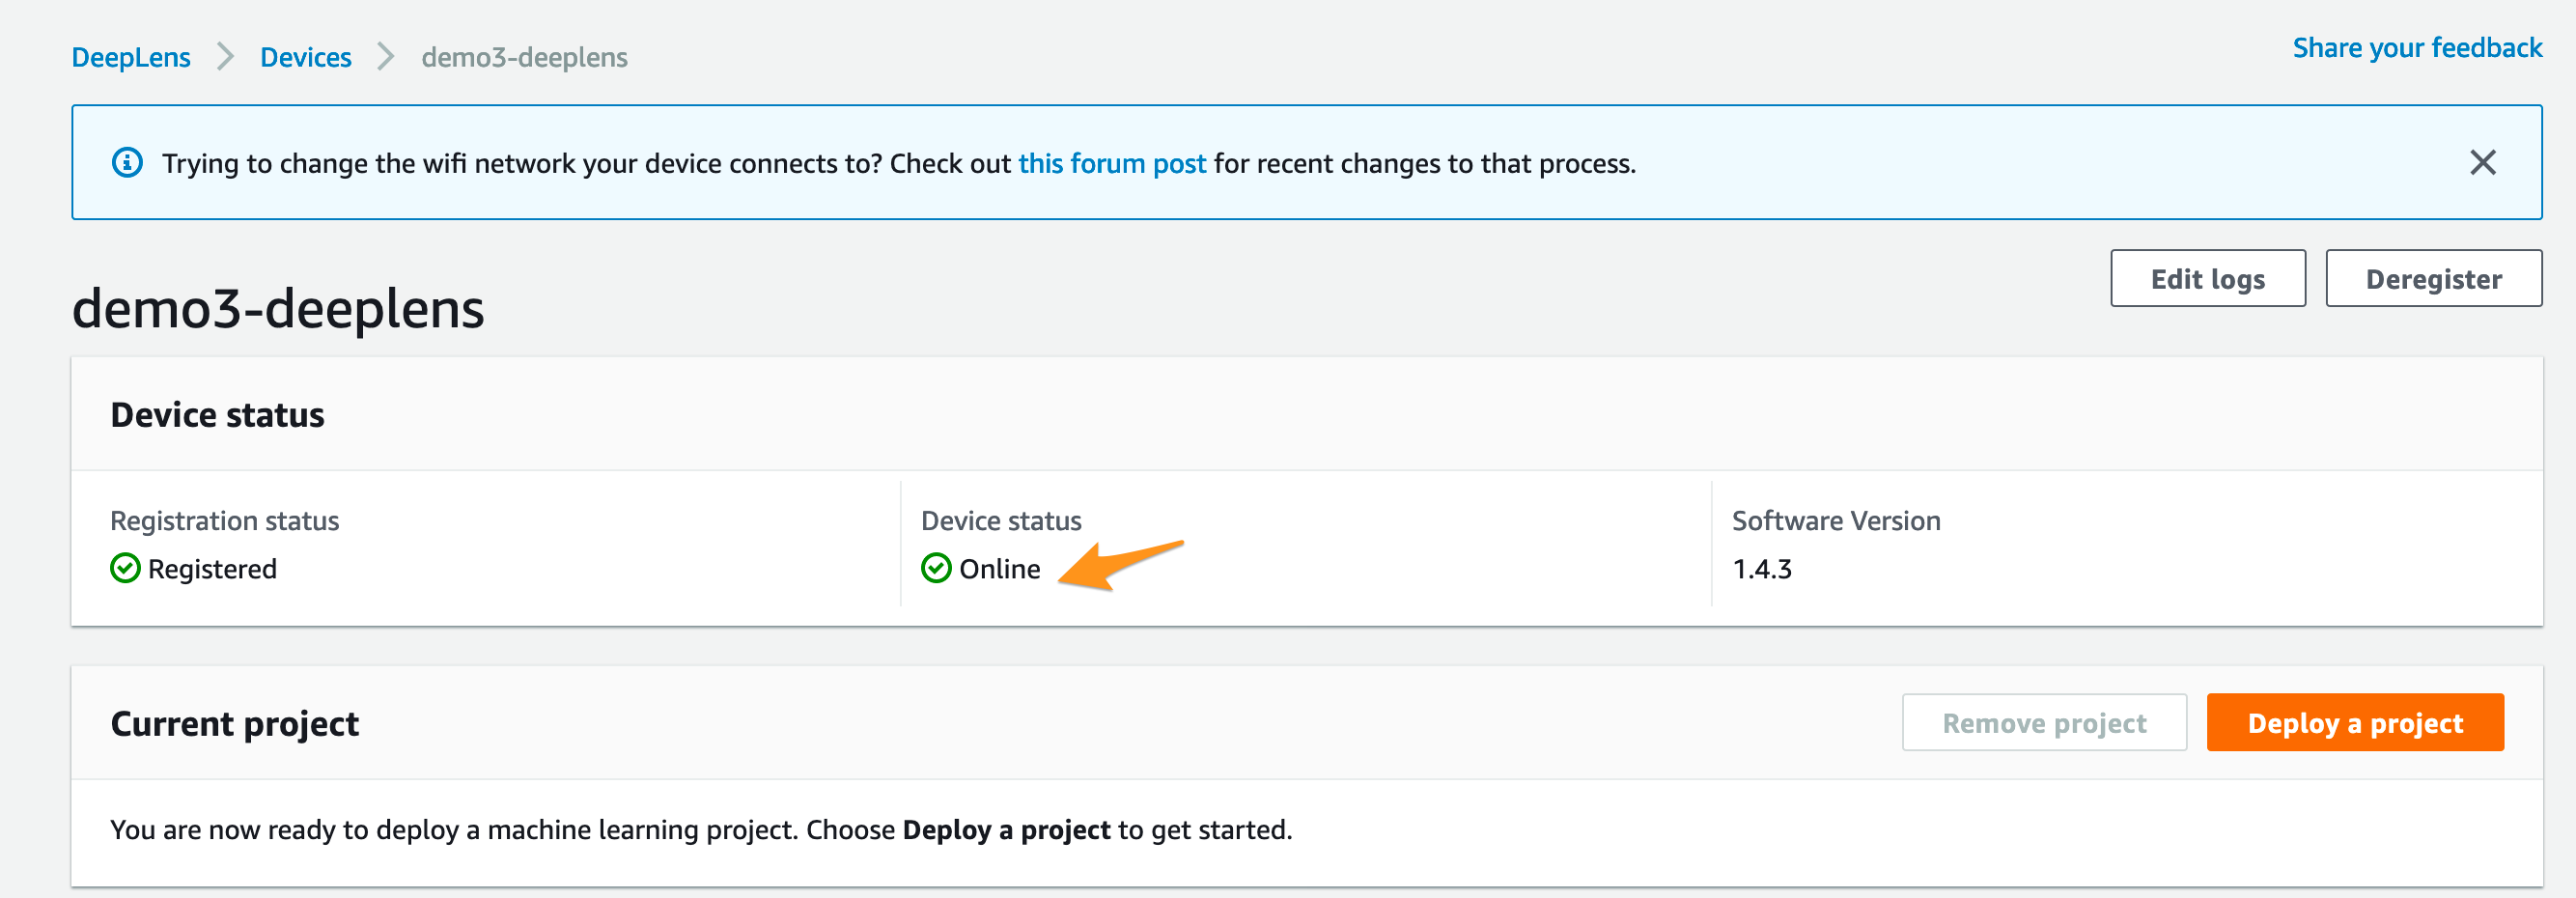 DeepLens > Devices > demo3-deeplens
Share your feedback
Trying to change the wifi network your device connects to? Check out this forum post for recent changes to that process.
Edit logs
Deregister
demo3-deeplens
Device status
Registration status
Registered
Device status
Online
Software Version
1.4.3
Current project
Remove project
Deploy a project
You are now ready to deploy a machine learning project. Choose Deploy a project to get started.